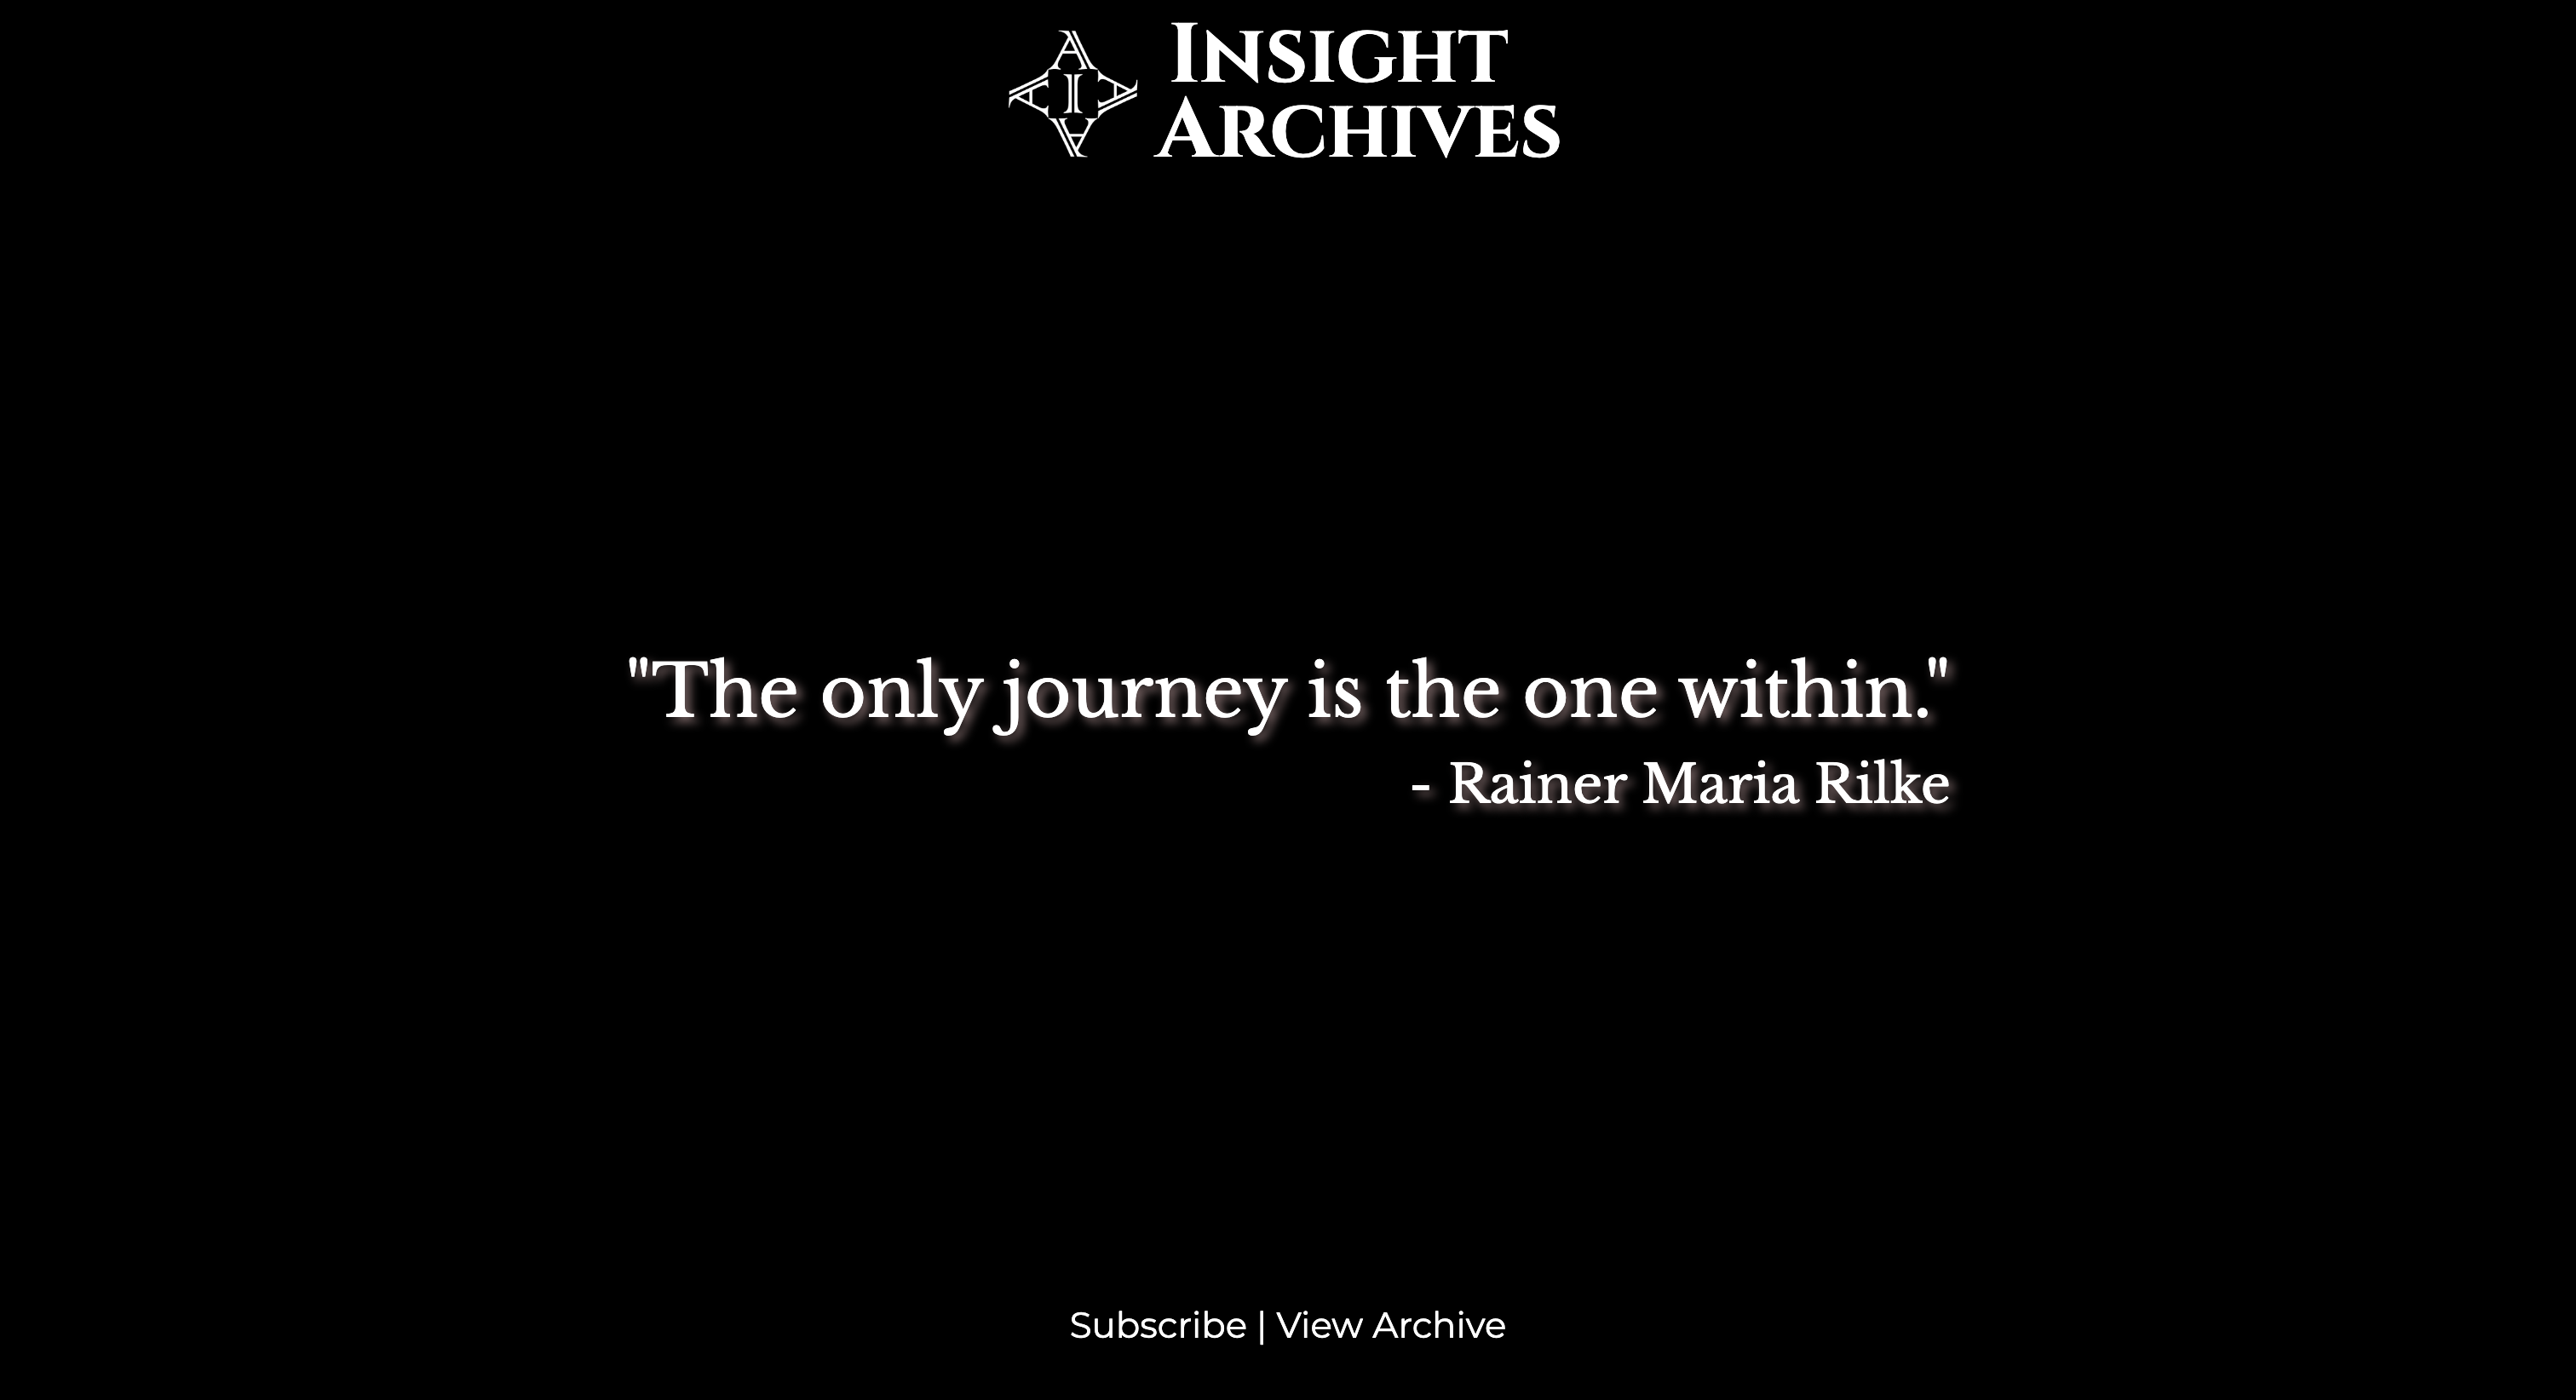 A
A I A
A
Insight
Archives
"The only journey is the one within."
- Rainer Maria Rilke
Subscribe | View Archive